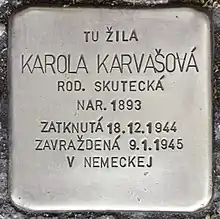 TU ŽILA
KAROLA KARVAŠOVÁ
ROD. SKUTECKÁ
NAR. 1893
ZATKNUTÁ 18.12.1944
ZAVRAŽDENÁ 9.1.1945
V NEMECKEJ